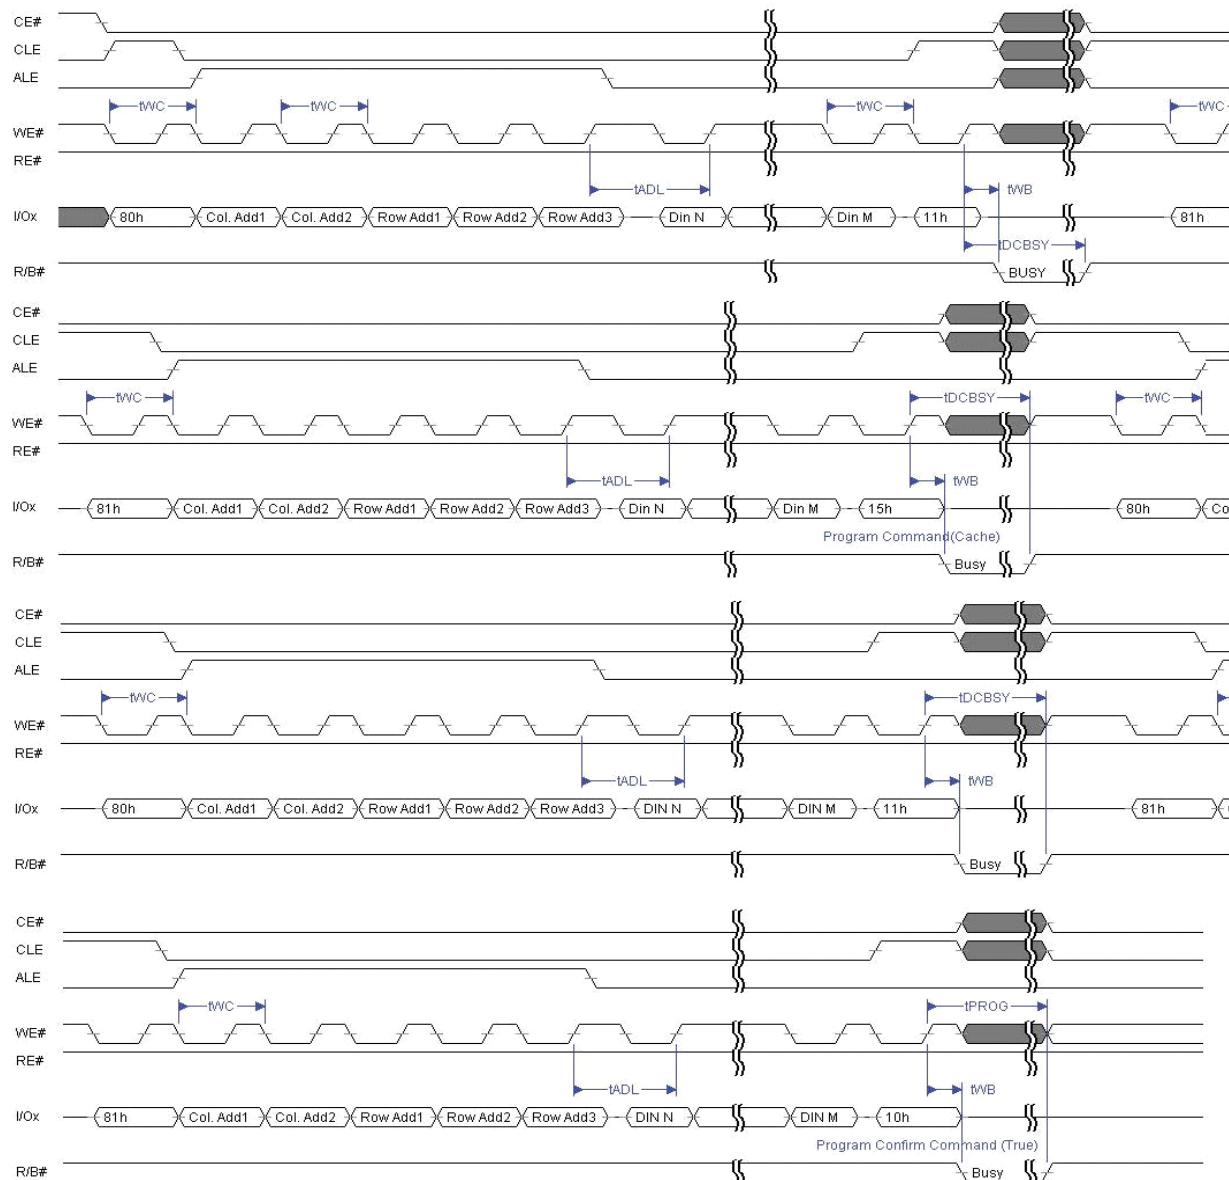 CE#
CLE
ALE
tWC tWC tWC tWC
WE#
RE#
tADL tWB
I/Ox 80h Col. Add1 Col. Add2 Row Add1 Row Add2 Row Add3 Din N Din M 11h 81h
tDCBSY
R/B# BUSY
CE#
CLE
ALE
tWC tDCBSY tWC
WE#
RE#
tADL tWB
I/Ox 81h Col. Add1 Col. Add2 Row Add1 Row Add2 Row Add3 Din N Din M 15h 80h Co
Program Command(Cache)
R/B# Busy
CE#
CLE
ALE
tWC tDCBSY
WE#
RE#
tADL tWB
I/Ox 80h Col. Add1 Col. Add2 Row Add1 Row Add2 Row Add3 DIN N DIN M 11h 81h
R/B# Busy
CE#
CLE
ALE
tWC tPROG
WE#
RE#
tADL tWB
I/Ox 81h Col. Add1 Col. Add2 Row Add1 Row Add2 Row Add3 DIN N DIN M 10h
Program Confirm Command (True)
R/B# Busy